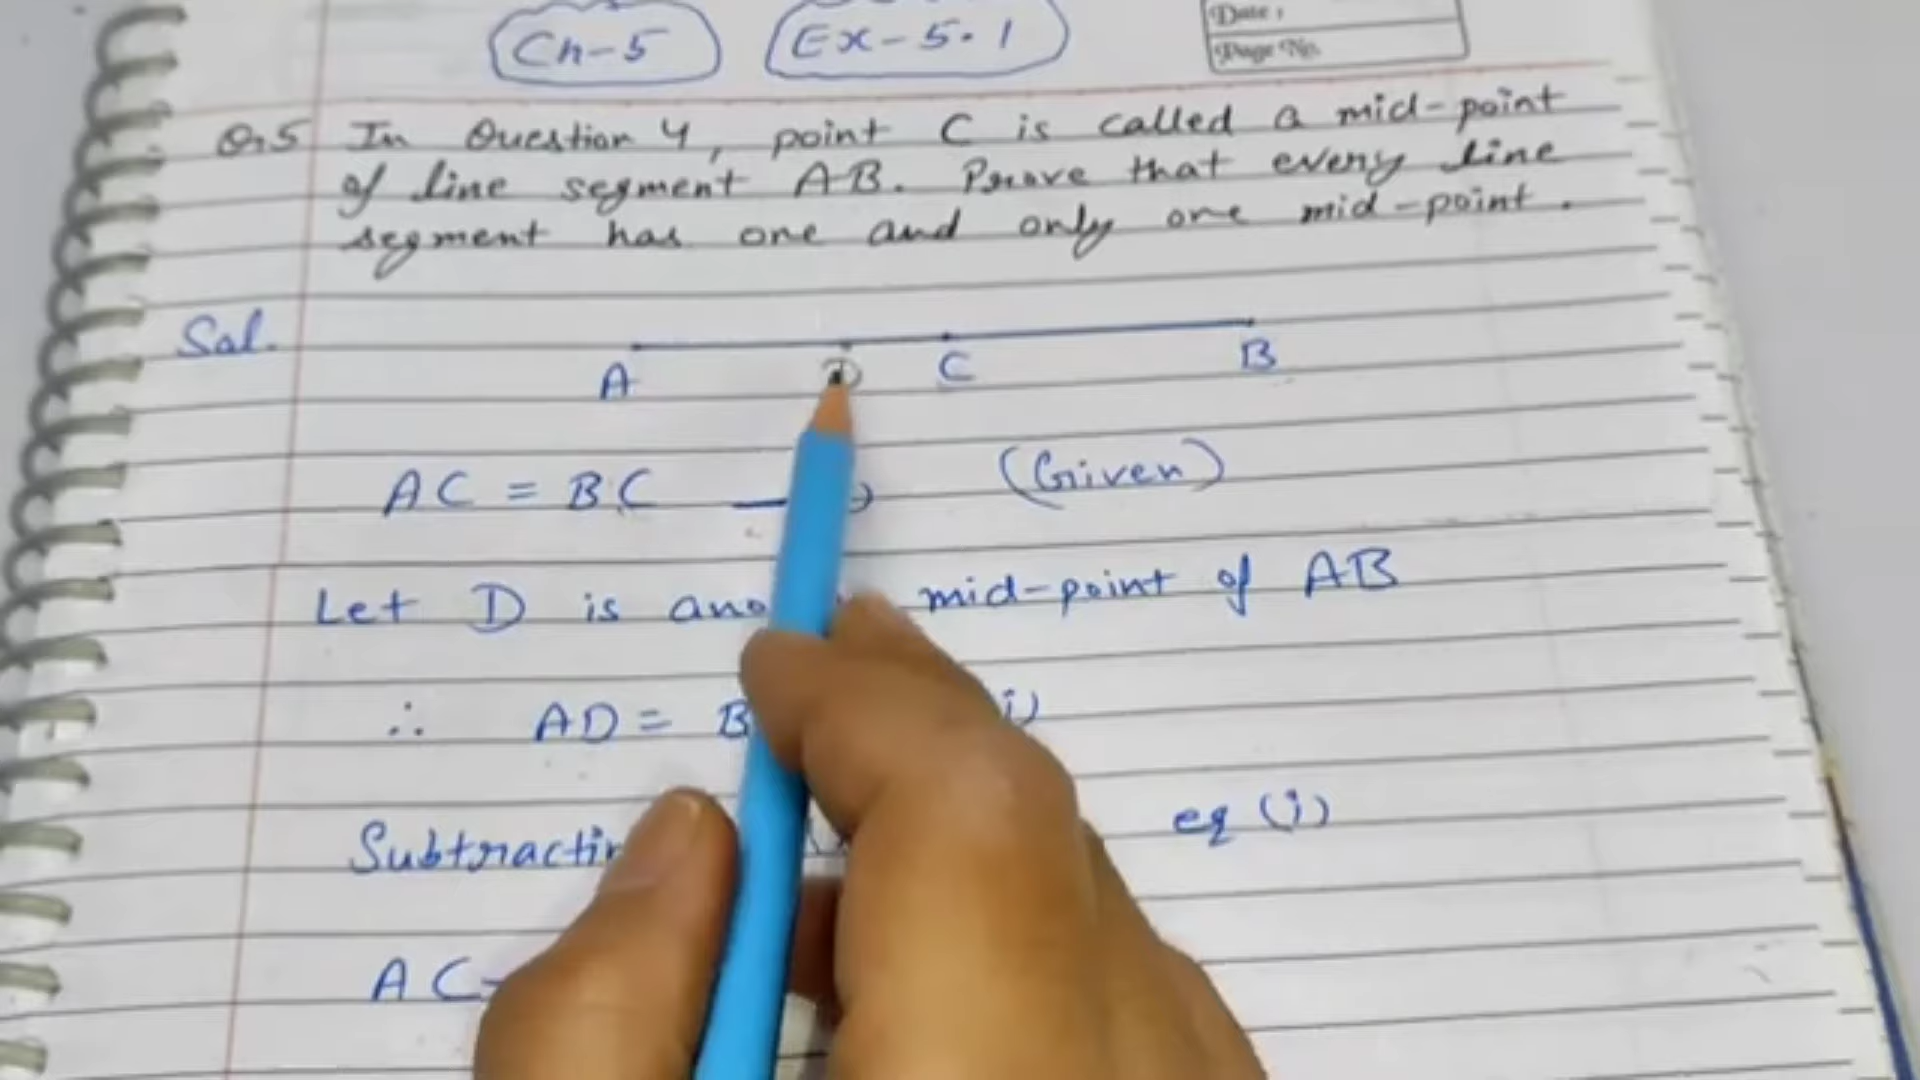 Ch-5 Ex-5.1
Date :
Page No.
Q.5 In Question 4, point C is called a mid-point
of line segment AB. Prove that every line
segment has one and only one mid-point.
Sol.
A D C B
AC = BC (Given)
Let D is mid-point of AB
∴ AD =
eq (i)